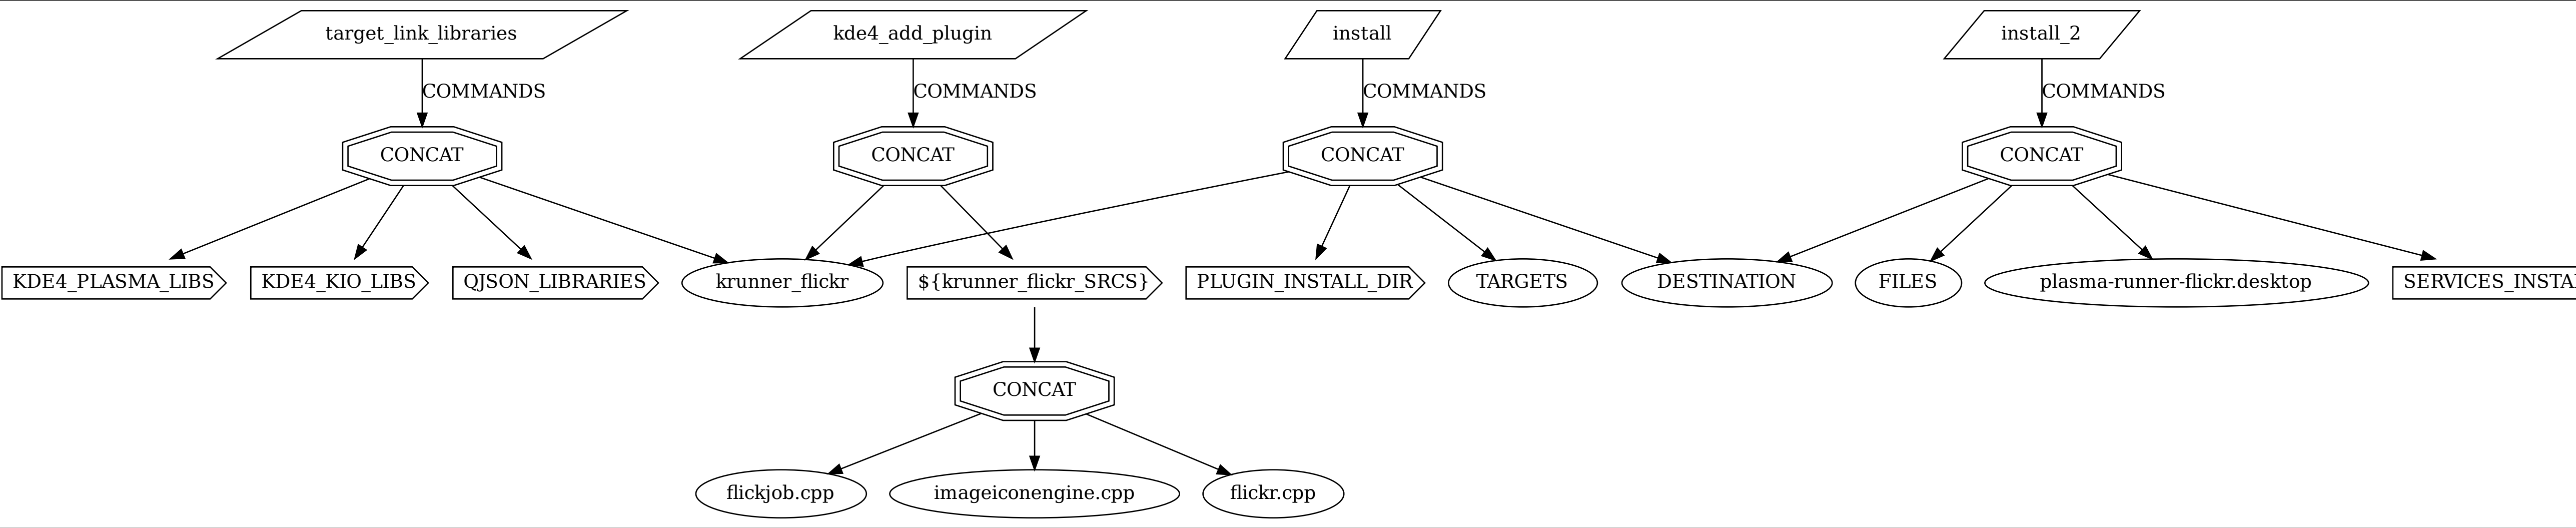 target_link_libraries
kde4_add_plugin
install
install_2
COMMANDS
COMMANDS
COMMANDS
COMMANDS
CONCAT
CONCAT
CONCAT
CONCAT
KDE4_PLASMA_LIBS
KDE4_KIO_LIBS
QJSON_LIBRARIES
krunner_flickr
${krunner_flickr_SRCS}
PLUGIN_INSTALL_DIR
TARGETS
DESTINATION
FILES
plasma-runner-flickr.desktop
CONCAT
flickjob.cpp
imageiconengine.cpp
flickr.cpp